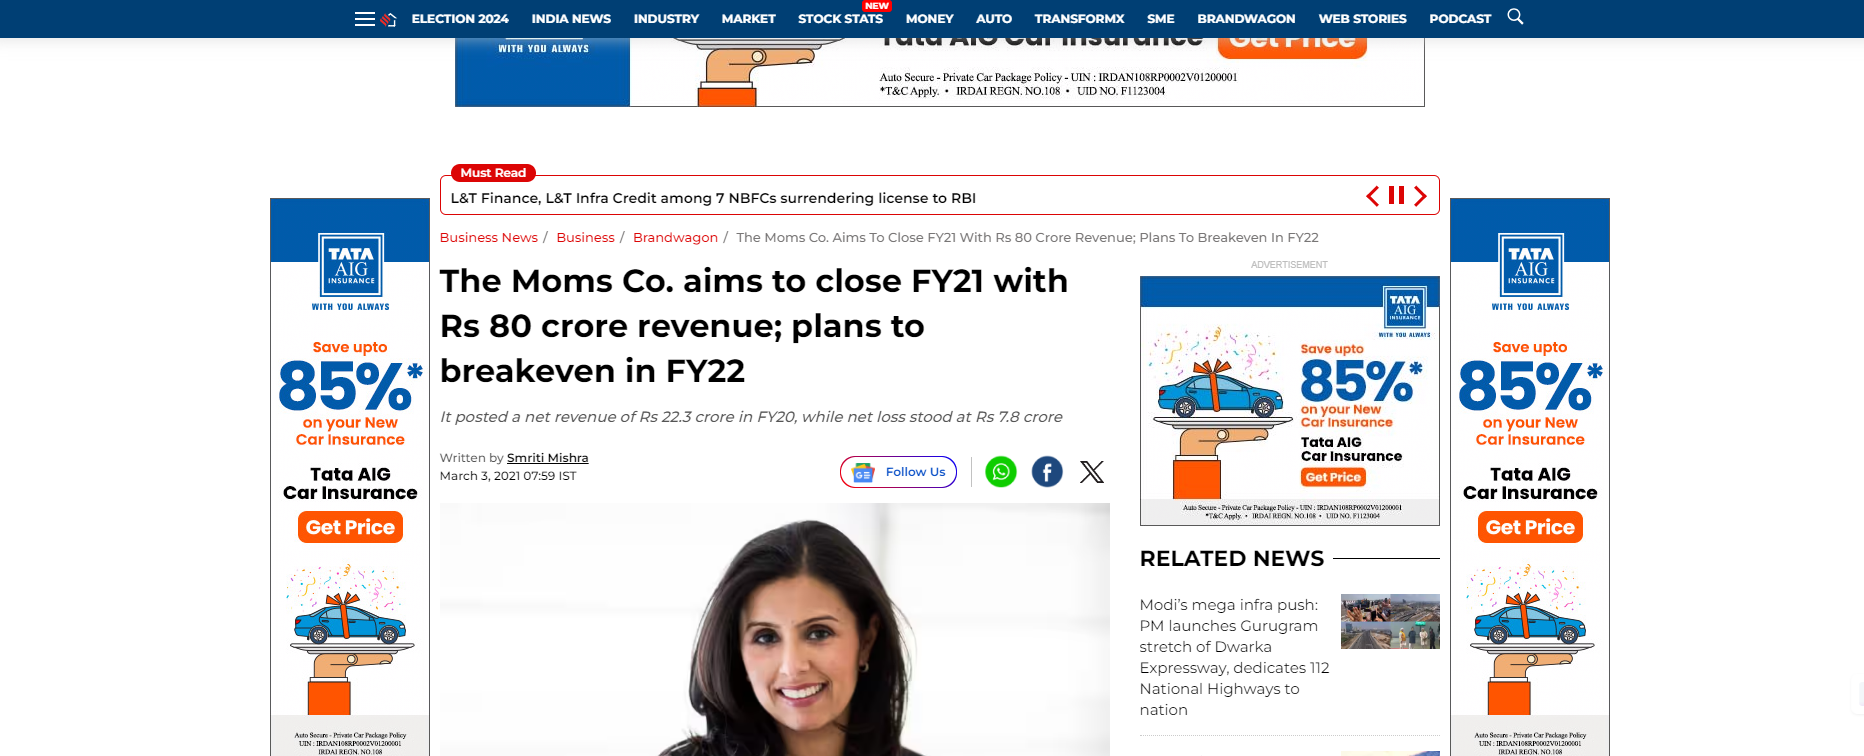 ELECTION 2024 INDIA NEWS INDUSTRY MARKET STOCK STATS NEW MONEY AUTO TRANSFORMX SME BRANDWAGON WEB STORIES PODCAST
WITH YOU ALWAYS
Tata AIG Car Insurance Get Price
Auto Secure - Private Car Package Policy - UIN : IRDAN108RP0002V01200001
*T&C Apply. • IRDAI REGN. NO.108 • UID NO. F1123004
Must Read
L&T Finance, L&T Infra Credit among 7 NBFCs surrendering license to RBI
Business News / Business / Brandwagon / The Moms Co. Aims To Close FY21 With Rs 80 Crore Revenue; Plans To Breakeven In FY22
The Moms Co. aims to close FY21 with
Rs 80 crore revenue; plans to
breakeven in FY22
It posted a net revenue of Rs 22.3 crore in FY20, while net loss stood at Rs 7.8 crore
Written by Smriti Mishra
March 3, 2021 07:59 IST
Follow Us
TATA
AIG
INSURANCE
WITH YOU ALWAYS
Save upto
85%*
on your New
Car Insurance
Tata AIG
Car Insurance
Get Price
Auto Secure - Private Car Package Policy
UIN : IRDAN108RP0002V01200001
IRDAI REGN. NO.108
ADVERTISEMENT
TATA
AIG
INSURANCE
WITH YOU ALWAYS
Save upto
85%*
on your New
Car Insurance
Tata AIG
Car Insurance
Get Price
Auto Secure - Private Car Package Policy - UIN : IRDAN108RP0002V01200001
*T&C Apply. • IRDAI REGN. NO.108 • UID NO. F1123004
RELATED NEWS
Modi's mega infra push:
PM launches Gurugram
stretch of Dwarka
Expressway, dedicates 112
National Highways to
nation
TATA
AIG
INSURANCE
WITH YOU ALWAYS
Save upto
85%*
on your New
Car Insurance
Tata AIG
Car Insurance
Get Price
Auto Secure - Private Car Package Policy
UIN : IRDAN108RP0002V01200001
IRDAI REGN. NO.108